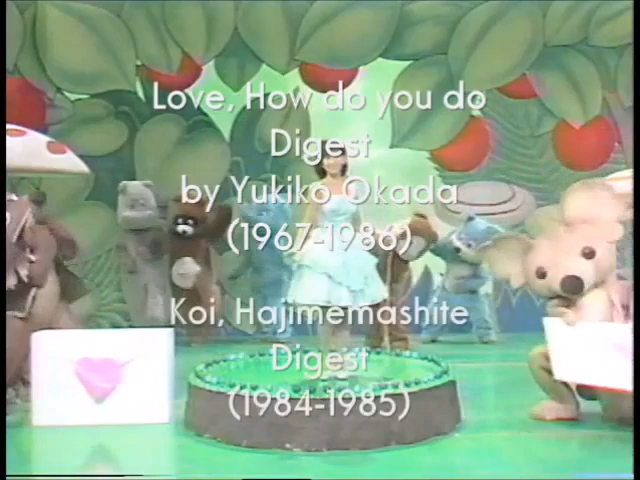 Love, How do you do
Digest
by Yukiko Okada
(1967-1986)
Koi, Hajimemashite
Digest
(1984-1985)